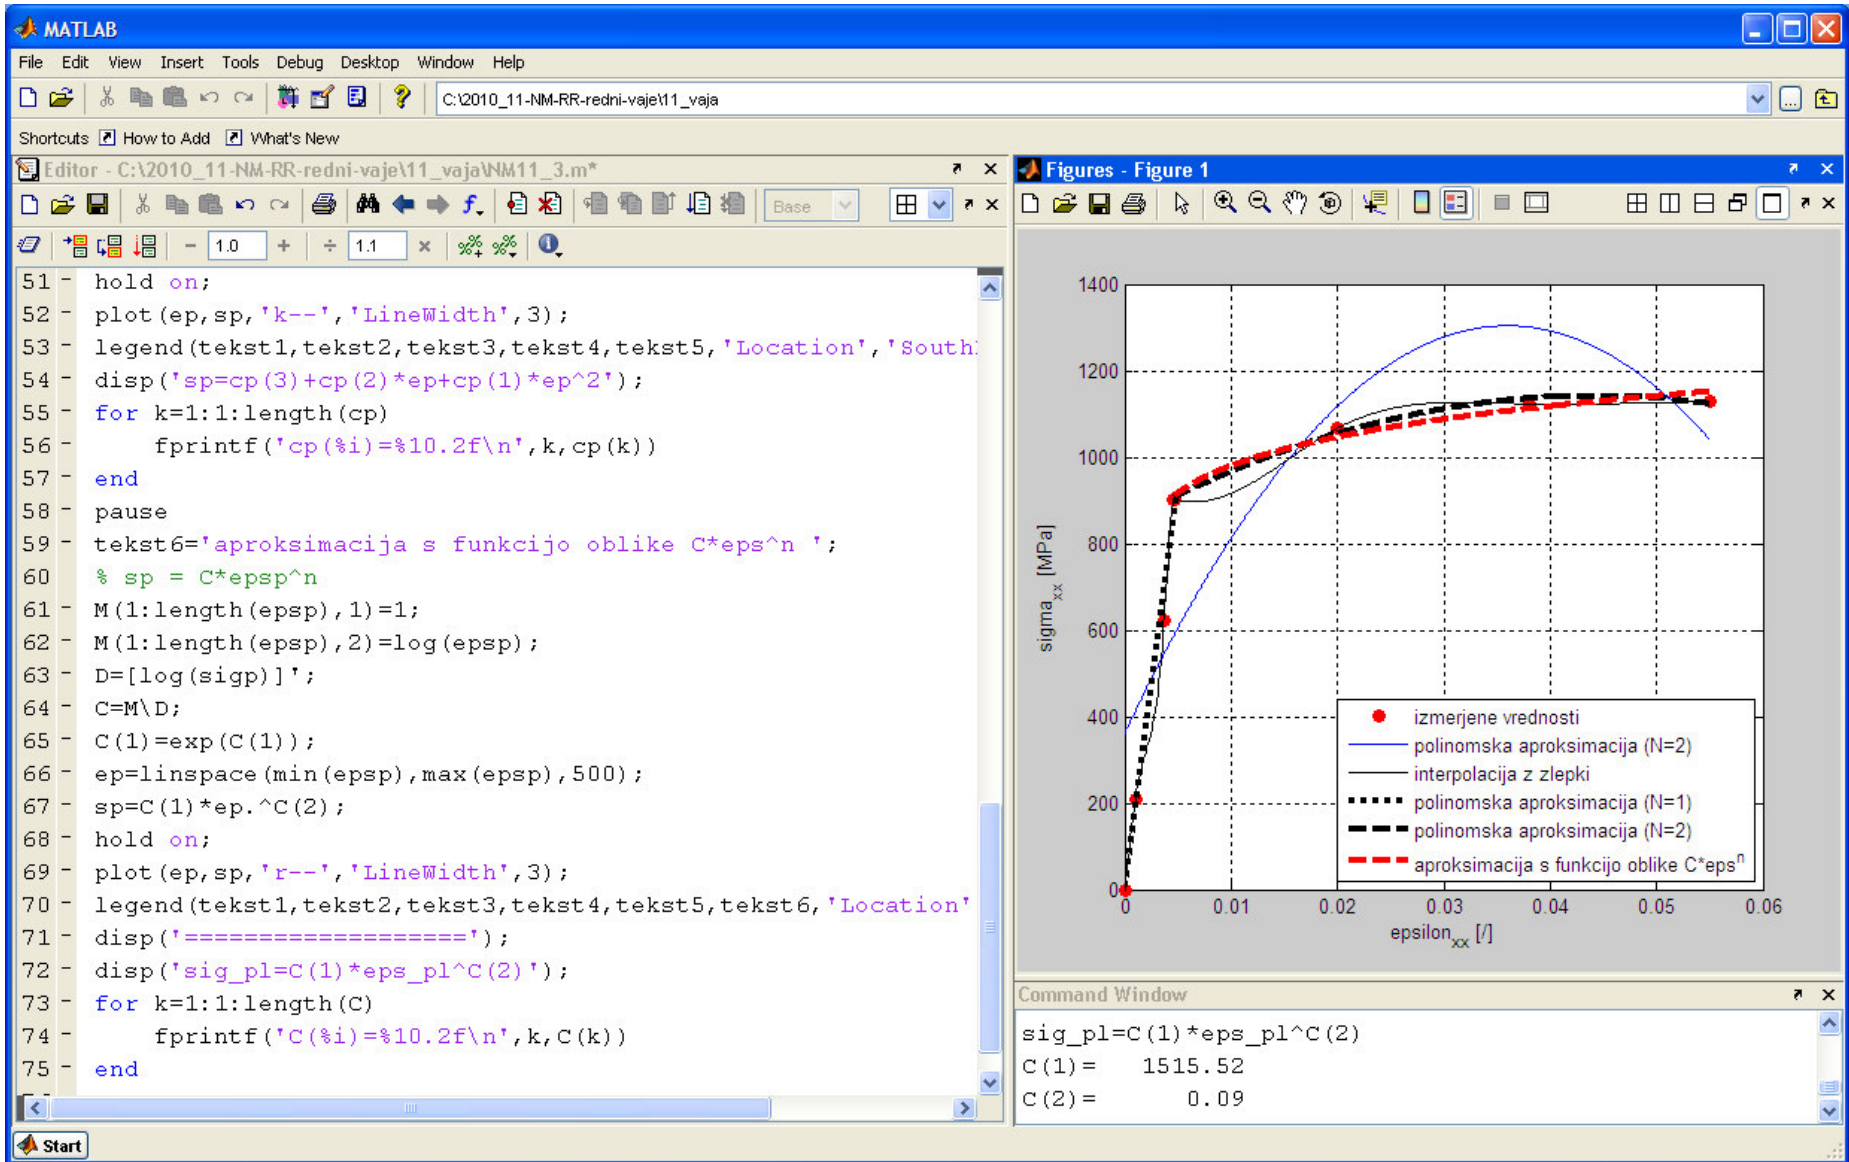 MATLAB
File Edit View Insert Tools Debug Desktop Window Help
C:\2010_11-NM-RR-redni-vaje\11_vaja
Shortcuts How to Add What's New
Editor - C:\2010_11-NM-RR-redni-vaje\11_vaja\NM11_3.m*
Base
1.0
1.1
51 - hold on;
52 - plot(ep,sp,'k--','LineWidth',3);
53 - legend(tekst1,tekst2,tekst3,tekst4,tekst5,'Location','South
54 - disp('sp=cp(3)+cp(2)*ep+cp(1)*ep^2');
55 - for k=1:1:length(cp)
56 - fprintf('cp(%i)=%10.2f\n',k,cp(k))
57 - end
58 - pause
59 - tekst6='aproksimacija s funkcijo oblike C*eps^n ';
60 % sp = C*epsp^n
61 - M(1:length(epsp),1)=1;
62 - M(1:length(epsp),2)=log(epsp);
63 - D=[log(sigp)]';
64 - C=M\D;
65 - C(1)=exp(C(1));
66 - ep=linspace(min(epsp),max(epsp),500);
67 - sp=C(1)*ep.^C(2);
68 - hold on;
69 - plot(ep,sp,'r--','LineWidth',3);
70 - legend(tekst1,tekst2,tekst3,tekst4,tekst5,tekst6,'Location'
71 - disp('===================');
72 - disp('sig_pl=C(1)*eps_pl^C(2)');
73 - for k=1:1:length(C)
74 - fprintf('C(%i)=%10.2f\n',k,C(k))
75 - end
Figures - Figure 1
1400
1200
1000
800
600
400
200
0
sigma_xx [MPa]
izmerjene vrednosti
polinomska aproksimacija (N=2)
interpolacija z zlepki
polinomska aproksimacija (N=1)
polinomska aproksimacija (N=2)
aproksimacija s funkcijo oblike C*eps^n
0 0.01 0.02 0.03 0.04 0.05 0.06
epsilon_xx [/]
Command Window
sig_pl=C(1)*eps_pl^C(2)
C(1)= 1515.52
C(2)= 0.09
Start